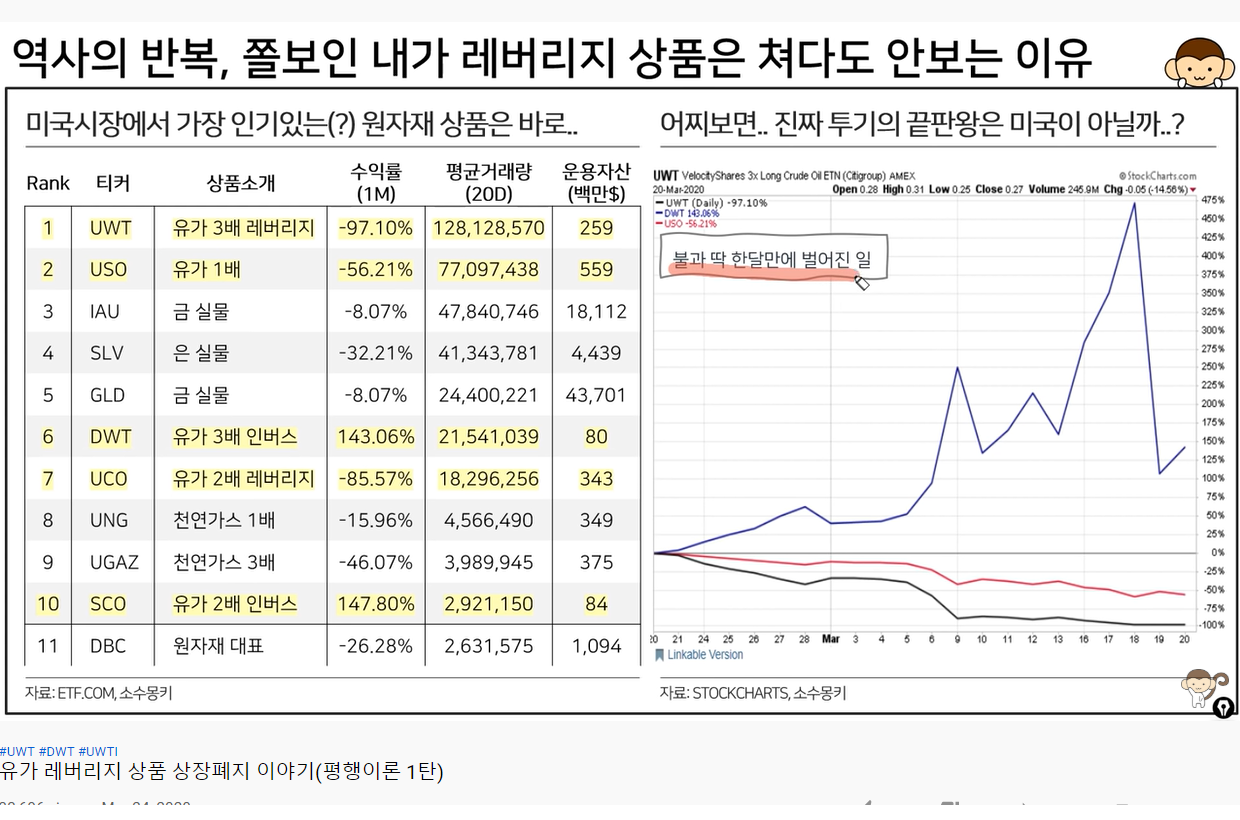 역사의 반복, 쫄보인 내가 레버리지 상품은 쳐다도 안보는 이유
미국시장에서 가장 인기있는(?) 원자재 상품은 바로..
Rank 티커 상품소개 수익률 (1M) 평균거래량 (20D) 운용자산 (백만$)
1 UWT 유가 3배 레버리지 -97.10% 128,128,570 259
2 USO 유가 1배 -56.21% 77,097,438 559
3 IAU 금 실물 -8.07% 47,840,746 18,112
4 SLV 은 실물 -32.21% 41,343,781 4,439
5 GLD 금 실물 -8.07% 24,400,221 43,701
6 DWT 유가 3배 인버스 143.06% 21,541,039 80
7 UCO 유가 2배 레버리지 -85.57% 18,296,256 343
8 UNG 천연가스 1배 -15.96% 4,566,490 349
9 UGAZ 천연가스 3배 -46.07% 3,989,945 375
10 SCO 유가 2배 인버스 147.80% 2,921,150 84
11 DBC 원자재 대표 -26.28% 2,631,575 1,094
자료: ETF.COM, 소수몽키
어찌보면.. 진짜 투기의 끝판왕은 미국이 아닐까..?
UWT VelocityShares 3x Long Crude Oil ETN (Citigroup) AMEX @StockCharts.com
20-Mar-2020 Open 0.28 High 0.31 Low 0.25 Close 0.27 Volume 245.9M Chg -0.05 (-14.56%)
UWT (Daily) -97.10%
DWT 143.06%
USO -56.21%
불과 딱 한달만에 벌어진 일
475%
450%
425%
400%
375%
350%
325%
300%
275%
250%
225%
200%
175%
150%
125%
100%
75%
50%
25%
0%
-25%
-50%
-75%
-100%
20 21 24 25 26 27 28 Mar 3 4 5 6 9 10 11 12 13 16 17 18 19 20
Linkable Version
자료: STOCKCHARTS, 소수몽키
#UWT #DWT #UWTI
유가 레버리지 상품 상장폐지 이야기(평행이론 1탄)